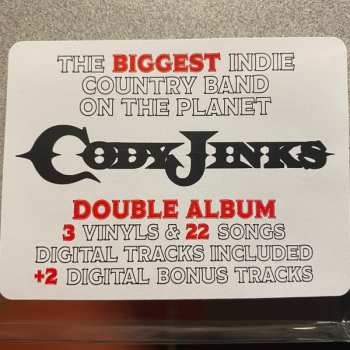 THE BIGGEST INDIE
COUNTRY BAND
ON THE PLANET
CODY JINKS
DOUBLE ALBUM
3 VINYLS & 22 SONGS
DIGITAL TRACKS INCLUDED
+2 DIGITAL BONUS TRACKS